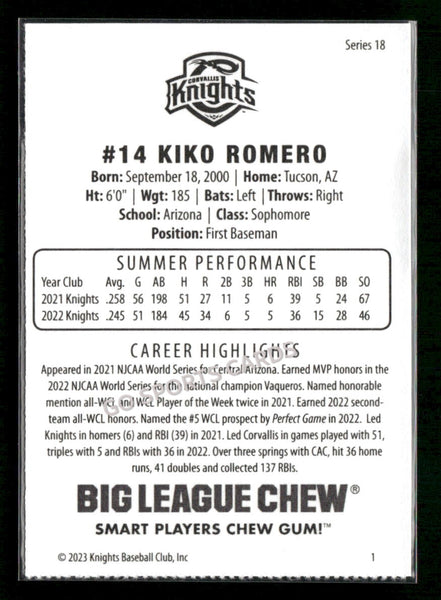 Series 18
CORVALLIS
Knights
#14 KIKO ROMERO
Born: September 18, 2000 | Home: Tucson, AZ
Ht: 6'0" | Wgt: 185 | Bats: Left | Throws: Right
School: Arizona | Class: Sophomore
Position: First Baseman
SUMMER PERFORMANCE
Year Club Avg. G AB H R 2B 3B HR RBI SB BB SO
2021 Knights .258 56 198 51 27 11 5 6 39 5 24 67
2022 Knights .245 51 184 45 34 6 5 5 36 15 28 46
CAREER HIGHLIGHTS
Appeared in 2021 NJCAA World Series for Central Arizona. Earned MVP honors in the
2022 NJCAA World Series for the national champion Vaqueros. Named honorable
mention all-WCL and WCL Player of the Week twice in 2021. Earned 2022 second-
team all-WCL honors. Named the #5 WCL prospect by Perfect Game in 2022. Led
Knights in homers (6) and RBI (39) in 2021. Led Corvallis in games played with 51,
triples with 5 and RBIs with 36 in 2022. Over three springs with CAC, hit 36 home
runs, 41 doubles and collected 137 RBIs.
GO SPORTS CARDS
BIG LEAGUE CHEW®
SMART PLAYERS CHEW GUM!™
© 2023 Knights Baseball Club, Inc 1